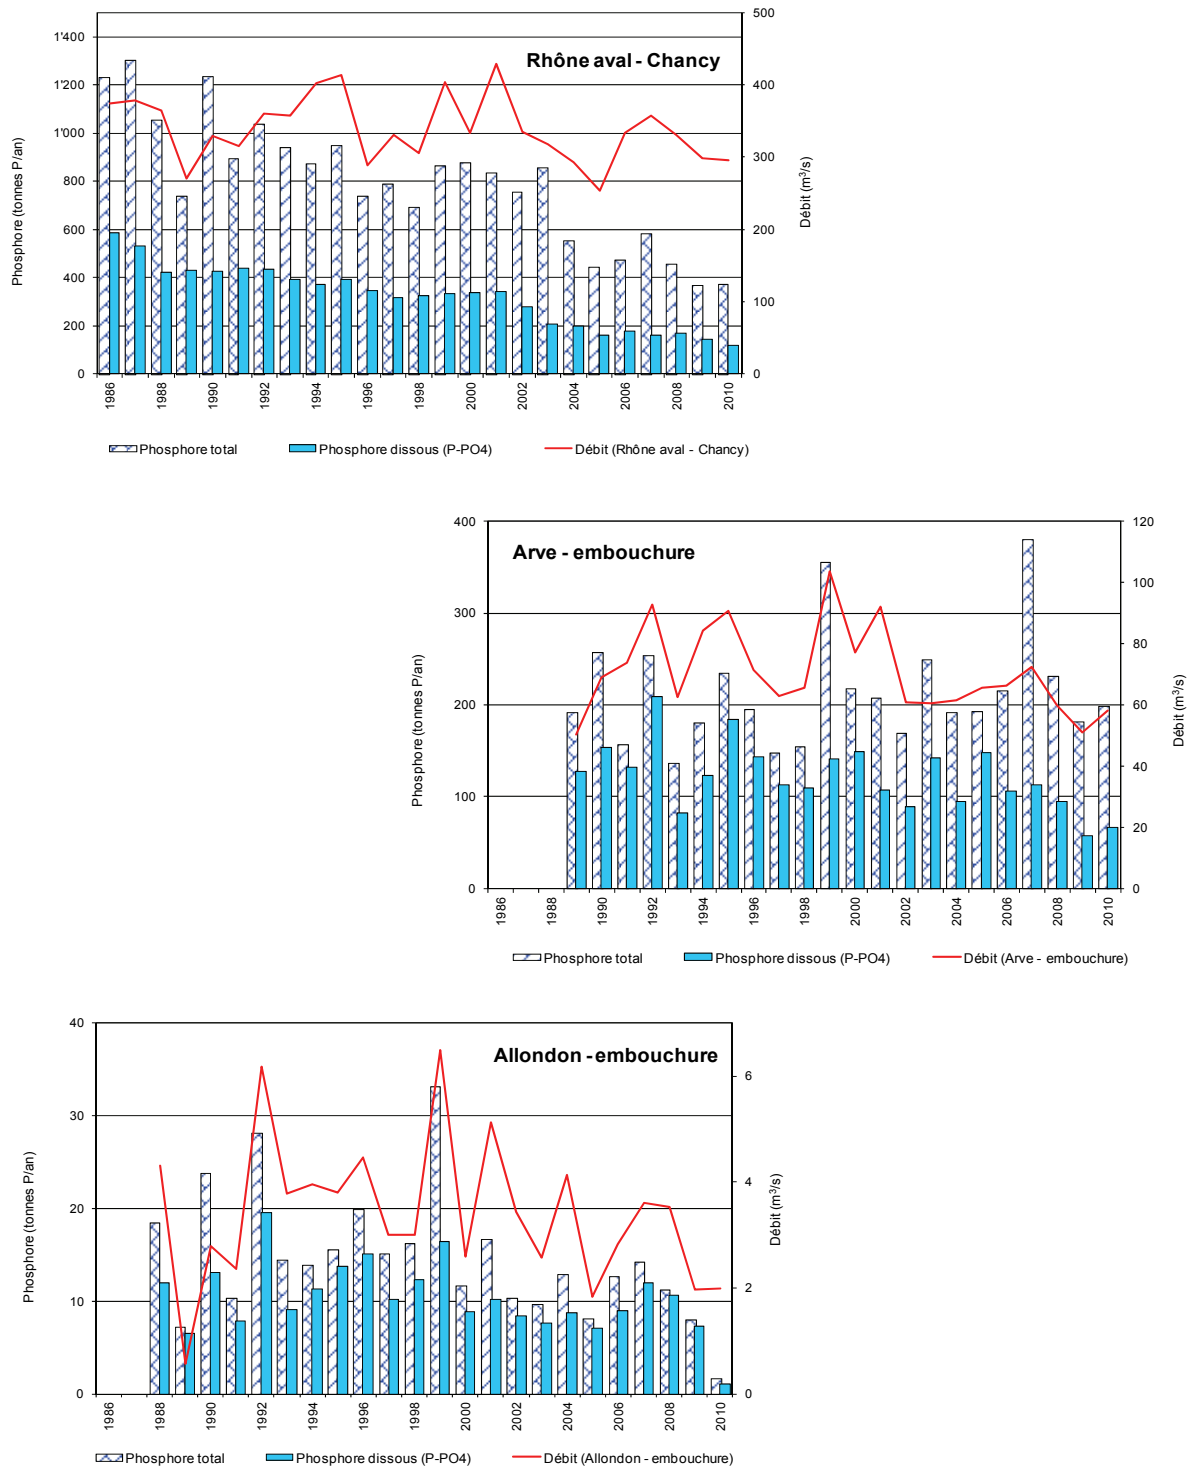 Rhône aval - Chancy
Phosphore (tonnes P/an)
1'400
1'200
1'000
800
600
400
200
0
500
400
300
200
100
0
Débit (m³/s)
1986 1988 1990 1992 1994 1996 1998 2000 2002 2004 2006 2008 2010
Phosphore total Phosphore dissous (P-PO4) Débit (Rhône aval - Chancy)
Arve - embouchure
Phosphore (tonnes P/an)
400
300
200
100
0
120
100
80
60
40
20
0
Débit (m³/s)
1986 1988 1990 1992 1994 1996 1998 2000 2002 2004 2006 2008 2010
Phosphore total Phosphore dissous (P-PO4) Débit (Arve - embouchure)
Allondon - embouchure
Phosphore (tonnes P/an)
40
30
20
10
0
6
4
2
0
Débit (m³/s)
1986 1988 1990 1992 1994 1996 1998 2000 2002 2004 2006 2008 2010
Phosphore total Phosphore dissous (P-PO4) Débit (Allondon - embouchure)